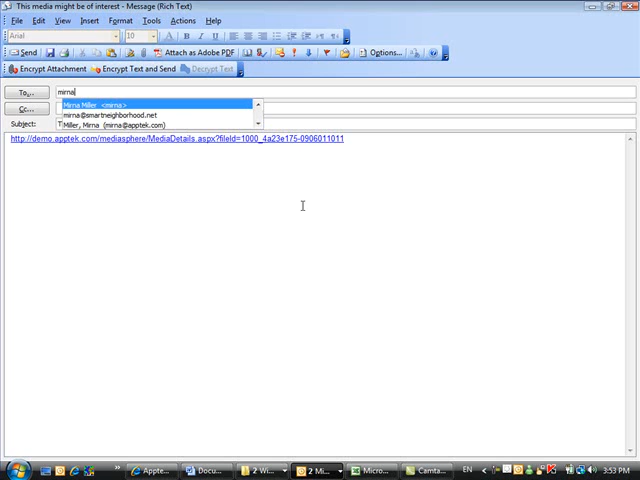 This media might be of interest - Message (Rich Text)
File Edit View Insert Format Tools Actions Help
Arial 10 A B I U
Send Attach as Adobe PDF Options...
Encrypt Attachment Encrypt Text and Send Decrypt Text
To... mirna
Mirna Miller <mirna>
Cc...
mirna@smartneighborhood.net
Subject: T
Miller, Mirna (mirna@apptek.com)
http://demo.apptek.com/mediasphere/MediaDetails.aspx?fileId=1000_4a23e175-0906011011
Appte... Docu... 2 Wi... 2 Mi... Micro... Camta... EN 3:53 PM